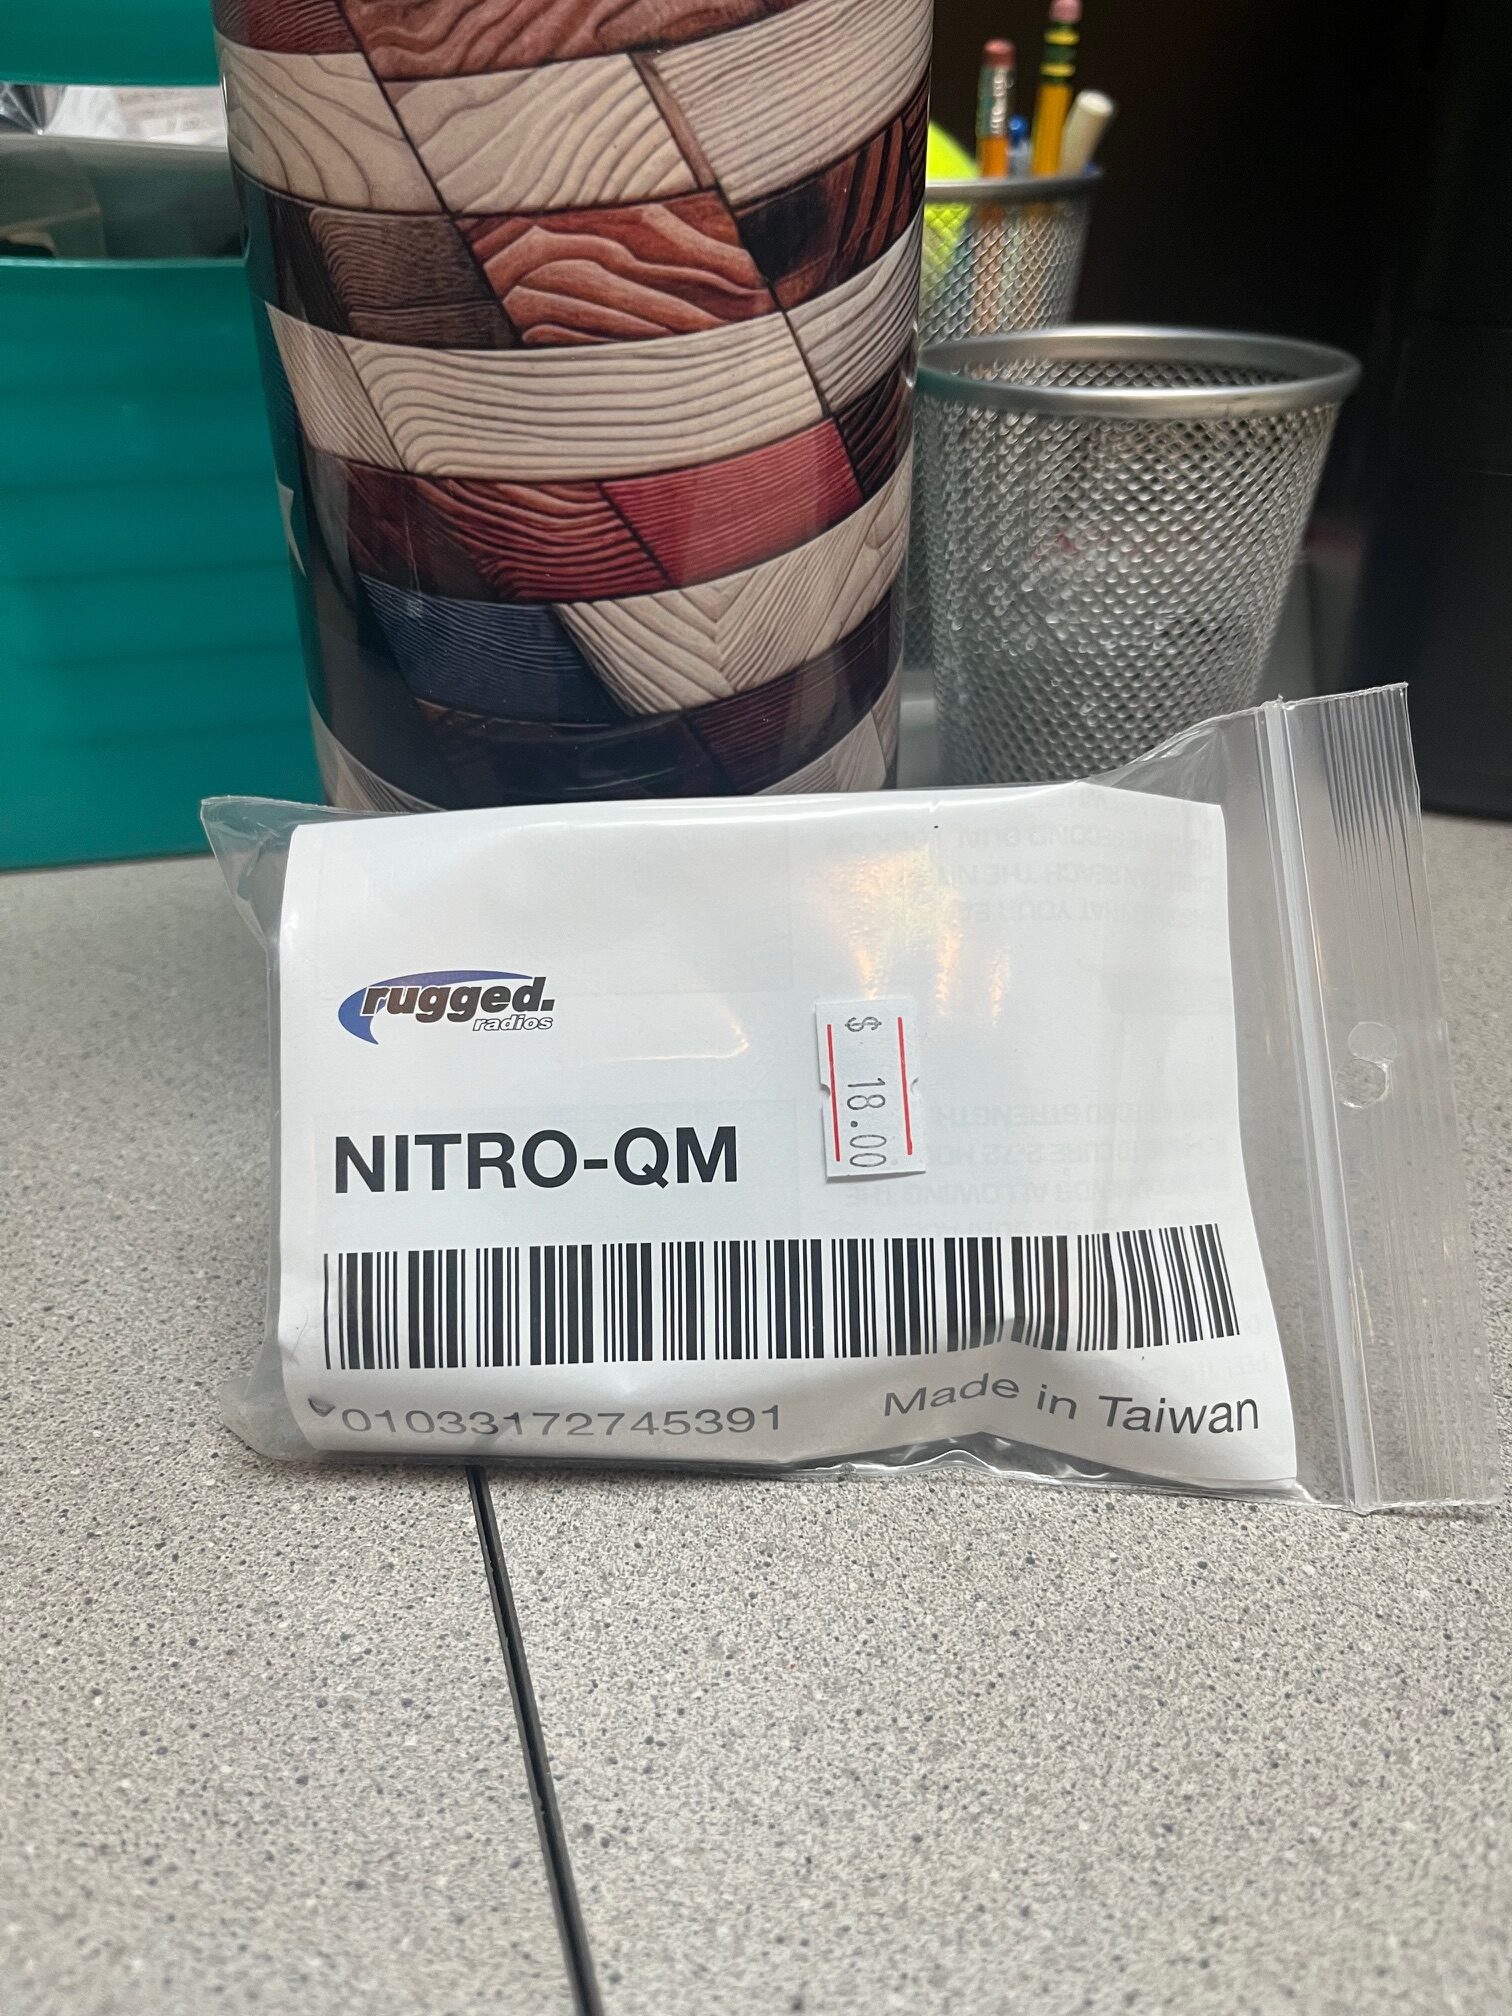 rugged.
radios
$ 18.00
NITRO-QM
01033172745391
Made in Taiwan